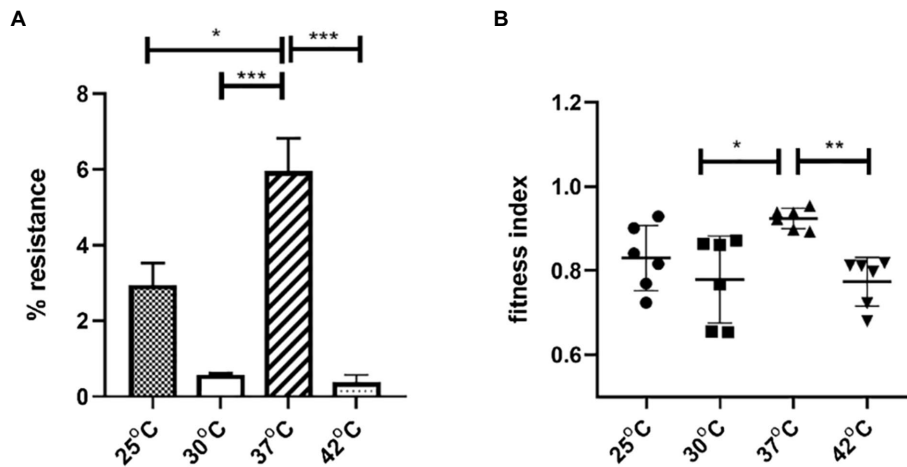 A
*
***
***
% resistance
8
6
4
2
0
25°C
30°C
37°C
42°C
B
*
**
fitness index
1.2
1.0
0.8
0.6
25°C
30°C
37°C
42°C